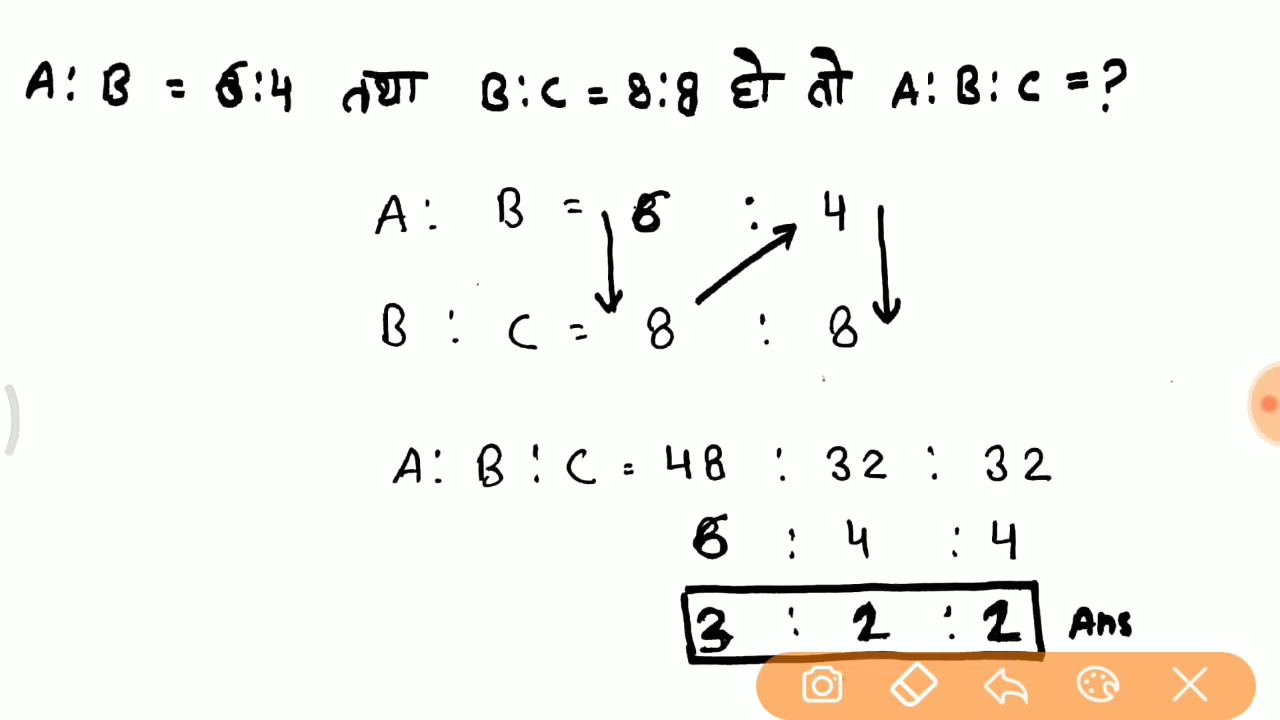 A : B = 6 : 4 तथा B : C = 8 : 8 हो तो A : B : C = ?
A : B = 6 : 4
B : C = 8 : 8
A : B : C = 48 : 32 : 32
6 : 4 : 4
3 : 2 : 2 Ans